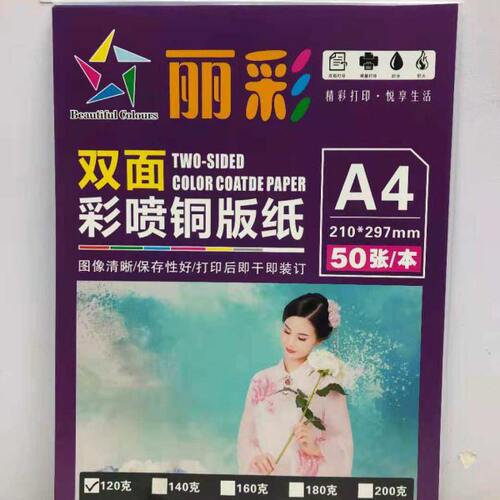 Beautiful Colours
丽彩
精彩打印·悦享生活
双面 TWO-SIDED
COLOR COATDE PAPER
彩喷铜版纸
图像清晰/保存性好/打印后即干即装订
A4
210*297mm
50张/本
120克 140克 160克 180克 200克